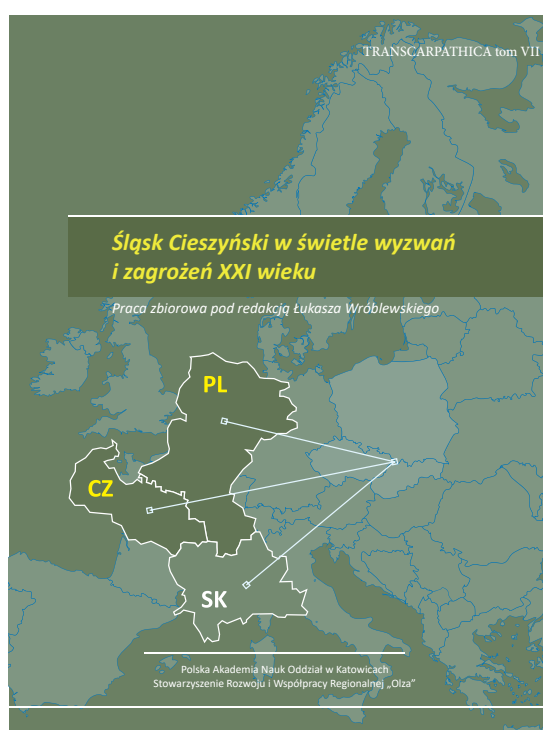 TRANSCARPATHICA tom VII
Śląsk Cieszyński w świetle wyzwań
i zagrożeń XXI wieku
Praca zbiorowa pod redakcją Łukasza Wróblewskiego
PL
CZ
SK
Polska Akademia Nauk Oddział w Katowicach
Stowarzyszenie Rozwoju i Współpracy Regionalnej „Olza”